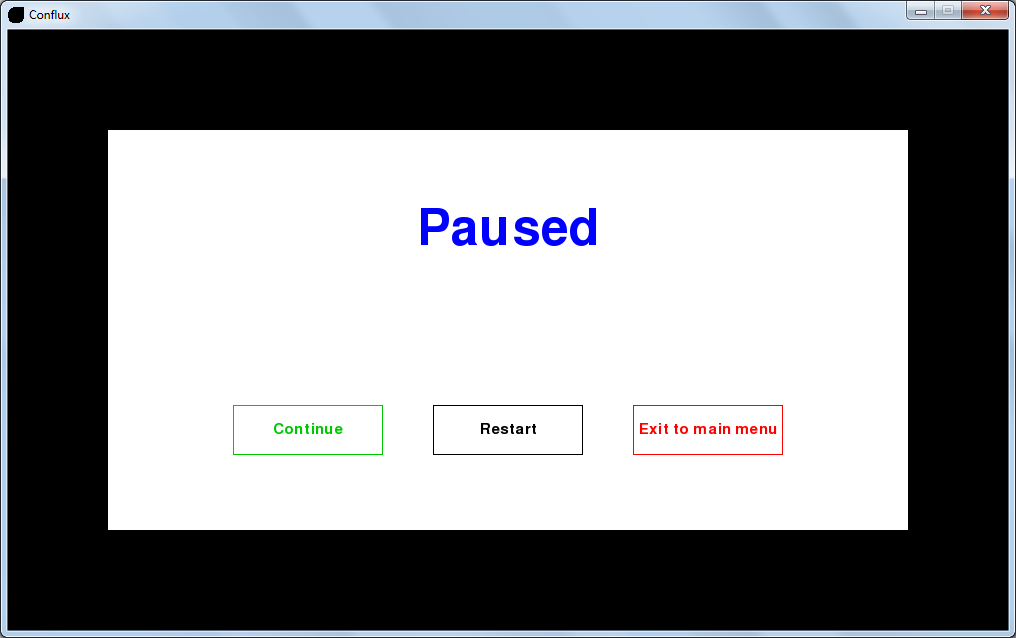 Conflux
Paused
Continue
Restart
Exit to main menu